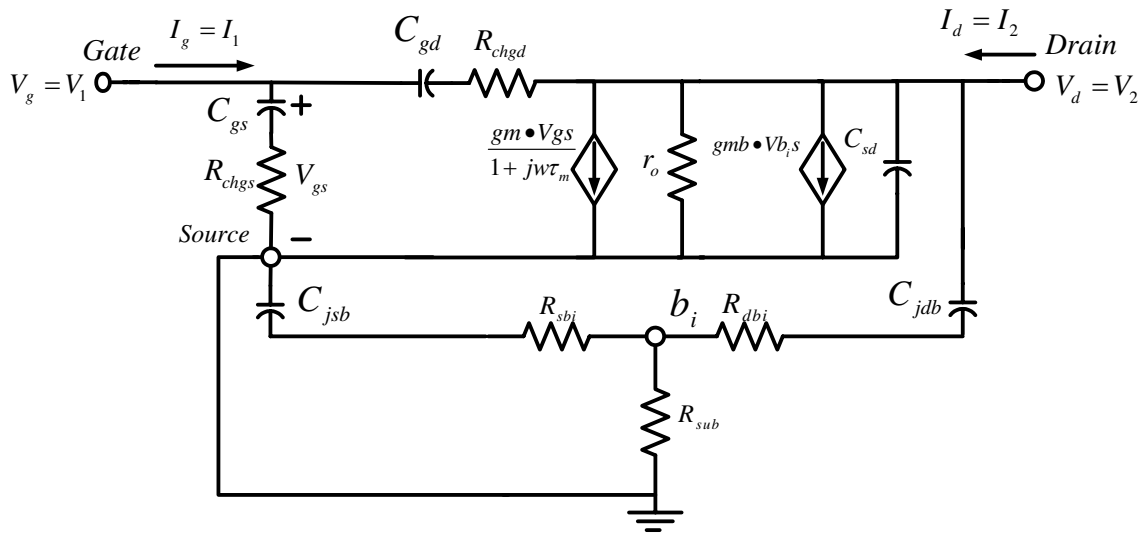 I_g = I_1
I_d = I_2
Gate
C_gd
R_chgd
Drain
V_g = V_1
V_d = V_2
C_gs
+
gm•Vgs
1 + jwτ_m
r_o
gmb•Vb_i s
C_sd
R_chgs
V_gs
Source
−
C_jsb
R_sbi
b_i
R_dbi
C_jdb
R_sub